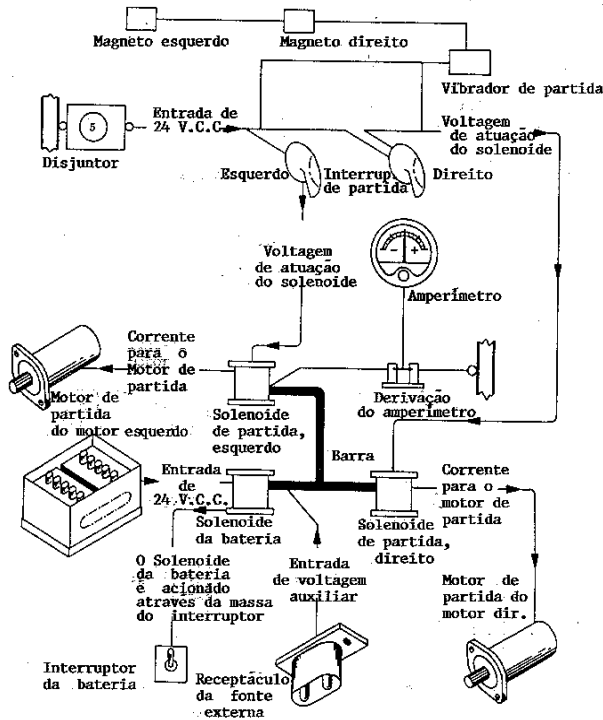 Magneto esquerdo
Magneto direito
Vibrador de partida
Entrada de
24 V.C.C.
5
Disjuntor
Voltagem
de atuação
do solenoide
Esquerdo
Interrupt
de partida
Direito
Voltagem
de atuação
do solenoide
- +
Amperímetro
Corrente
para o
Motor de
partida
Motor de
partida
do motor esquerdo
Solenoide
de partida,
esquerdo
Derivação
do amperímetro
Barra
Entrada
de
24 V.C.C.
Solenoide
da bateria
Solenoide
de partida,
direito
Corrente
para o
motor de
partida
O Solenoide
da bateria
é acionado
através da massa
do interruptor
Entrada
de voltagem
auxiliar
Motor de
partida do
motor dir.
Interruptor
da bateria
Receptáculo
da fonte
externa